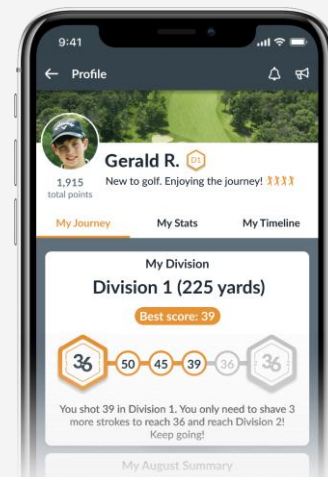 9:41
Profile
Gerald R. D1
1,915
total points
New to golf. Enjoying the journey!
My Journey My Stats My Timeline
My Division
Division 1 (225 yards)
Best score: 39
36 50 45 39 36 36
You shot 39 in Division 1. You only need to shave 3
more strokes to reach 36 and reach Division 2!
Keep going!
My August Summary